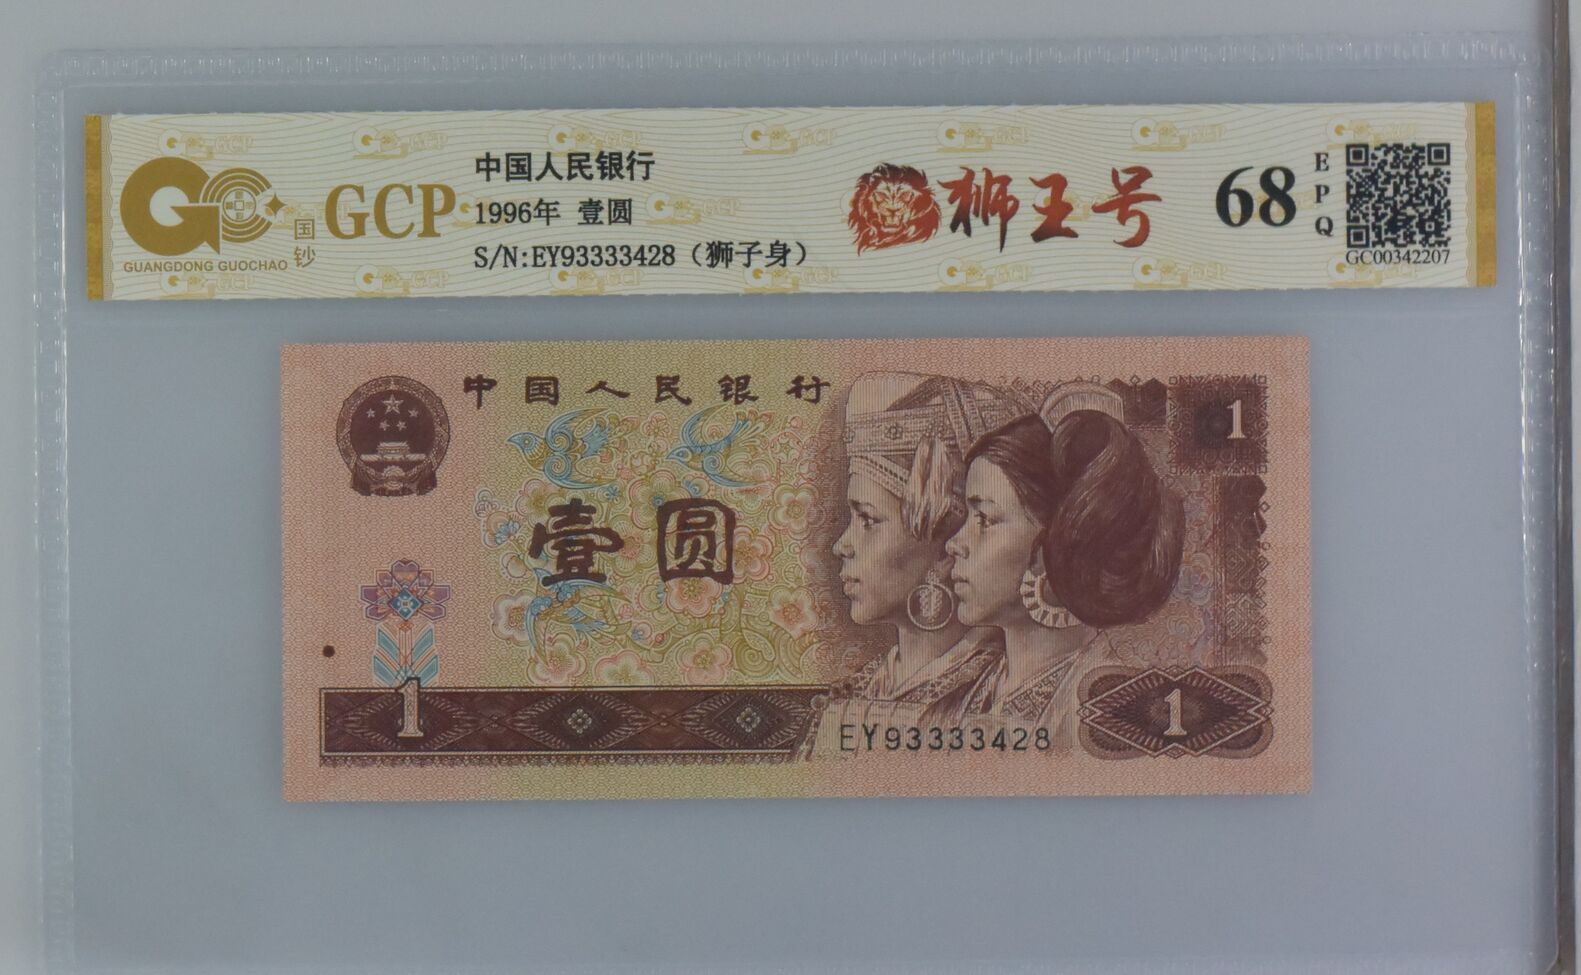 GCP
国钞
GUANGDONG GUOCHAO
中国人民银行
1996年 壹圆
S/N:EY93333428（狮子身）
狮王号
68
EPQ
GC00342207
中国人民银行
1
壹圆
1
EY93333428
1